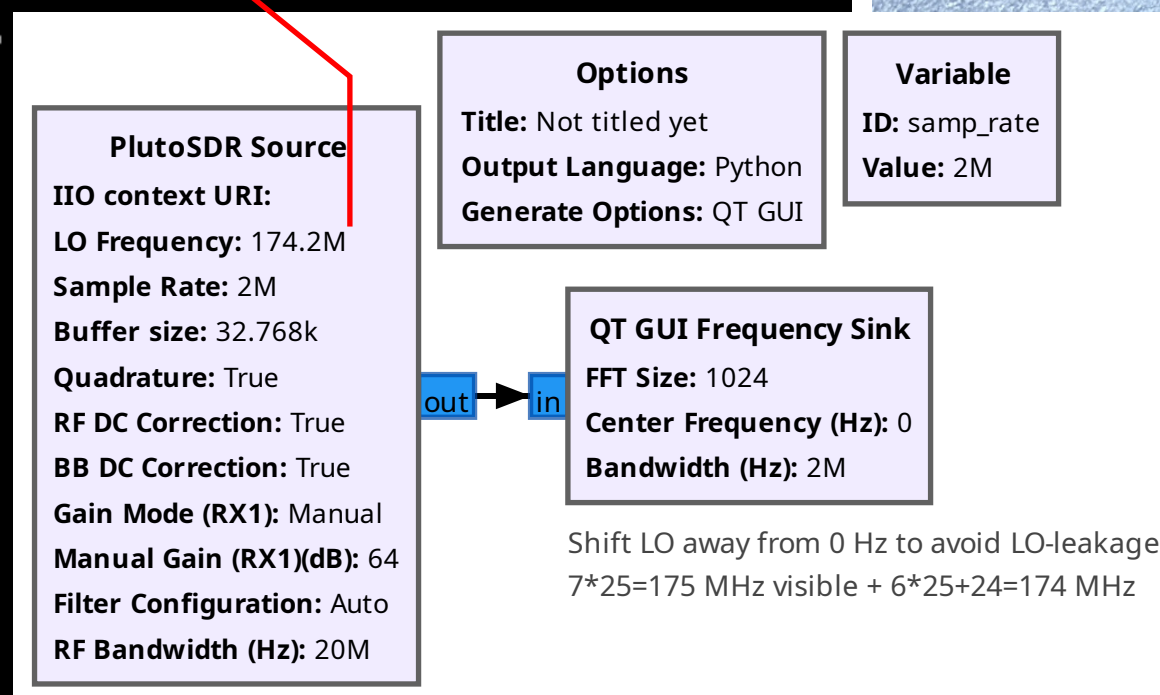 PlutoSDR Source
IIO context URI:
LO Frequency: 174.2M
Sample Rate: 2M
Buffer size: 32.768k
Quadrature: True
RF DC Correction: True
BB DC Correction: True
Gain Mode (RX1): Manual
Manual Gain (RX1)(dB): 64
Filter Configuration: Auto
RF Bandwidth (Hz): 20M
out
Options
Title: Not titled yet
Output Language: Python
Generate Options: QT GUI
Variable
ID: samp_rate
Value: 2M
in
QT GUI Frequency Sink
FFT Size: 1024
Center Frequency (Hz): 0
Bandwidth (Hz): 2M
Shift LO away from 0 Hz to avoid LO-leakage
7*25=175 MHz visible + 6*25+24=174 MHz